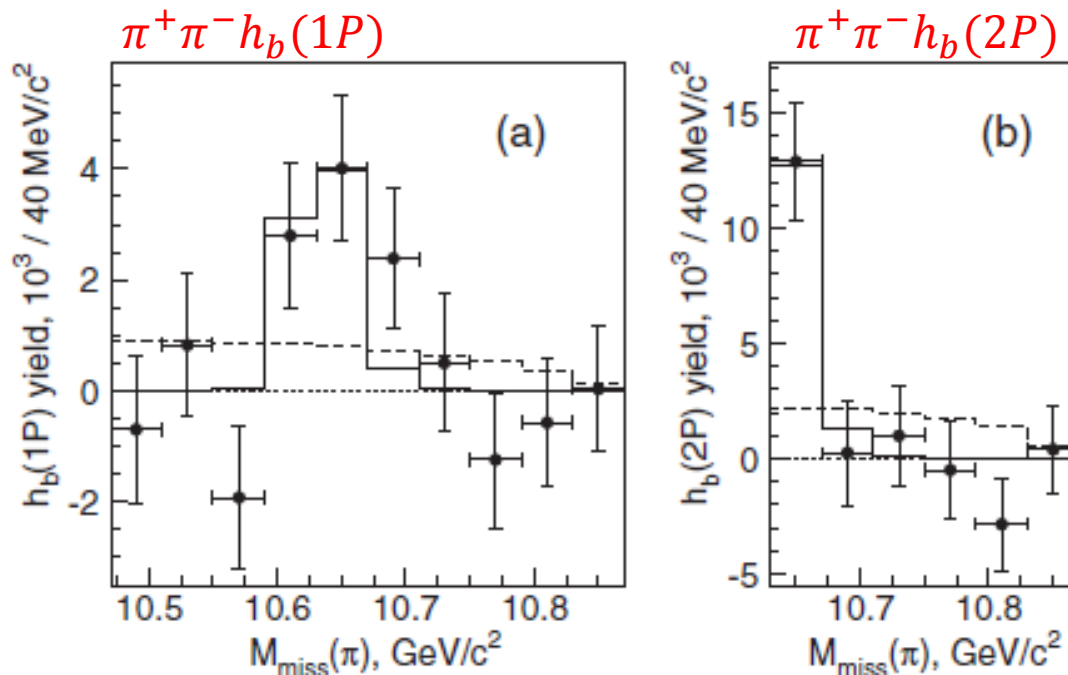 π⁺π⁻h_b(1P)
π⁺π⁻h_b(2P)
(a)
h_b(1P) yield, 10³ / 40 MeV/c²
4
2
0
-2
10.5 10.6 10.7 10.8
M_miss(π), GeV/c²
(b)
h_b(2P) yield, 10³ / 40 MeV/c²
15
10
5
0
-5
10.7 10.8
M_miss(π), GeV/c²